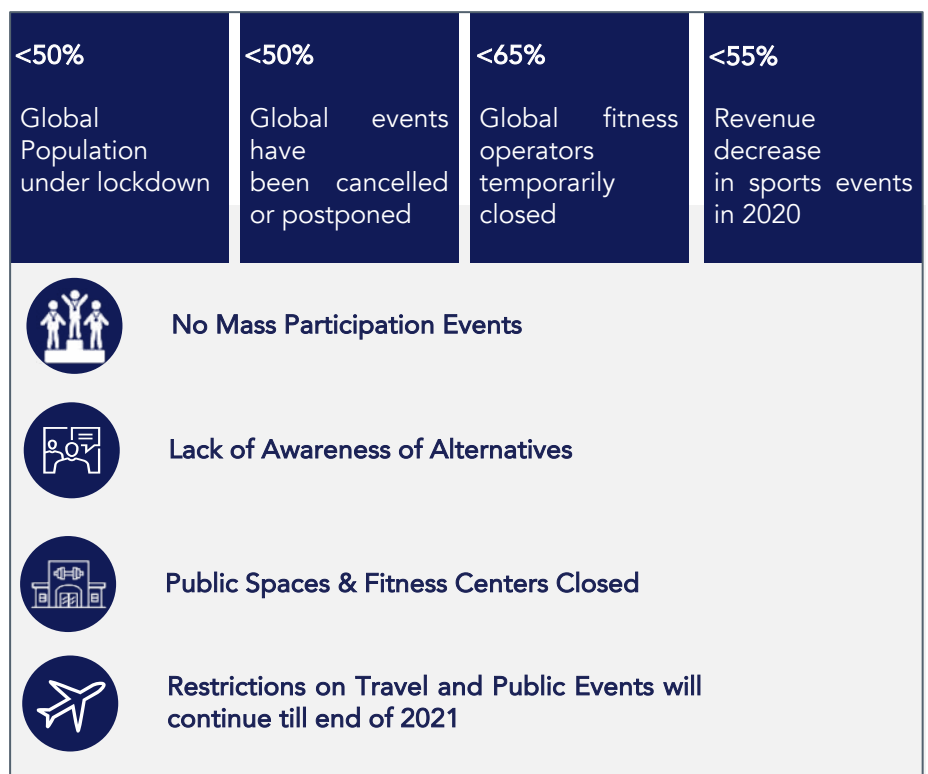 <50%
Global
Population
under lockdown
<50%
Global events
have
been cancelled
or postponed
<65%
Global fitness
operators
temporarily
closed
<55%
Revenue
decrease
in sports events
in 2020
No Mass Participation Events
Lack of Awareness of Alternatives
Public Spaces & Fitness Centers Closed
Restrictions on Travel and Public Events will
continue till end of 2021